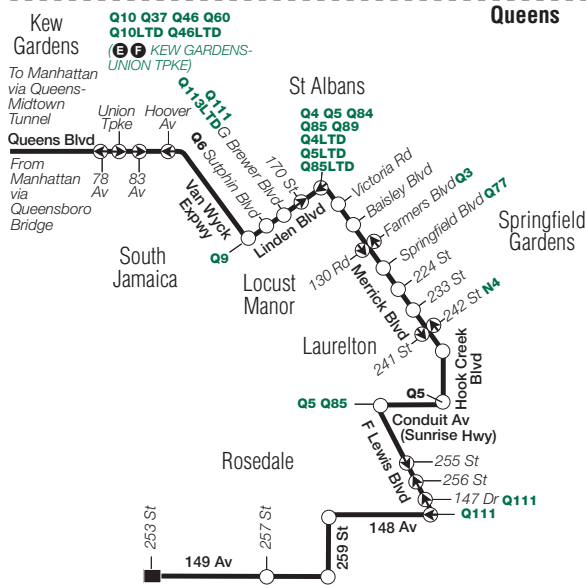 Queens
Kew
Gardens
Q10 Q37 Q46 Q60
Q10LTD Q46LTD
(E F KEW GARDENS-
UNION TPKE)
To Manhattan
via Queens-
Midtown
Tunnel
Queens Blvd
From
Manhattan
via
Queensboro
Bridge
Union
Tpke
Hoover
Av
78
Av
83
Av
Van Wyck
Expwy
South
Jamaica
Q9
Q6 Sutphin Blvd
Q113LTD Q111
G Brewer Blvd
170 St
Linden Blvd
Locust
Manor
St Albans
Q4 Q5 Q84
Q85 Q89
Q4LTD
Q5LTD
Q85LTD
Victoria Rd
Baisley Blvd
Farmers Blvd Q3
130 Rd
Springfield Blvd Q77
Springfield
Gardens
Merrick Blvd
224 St
233 St
242 St N4
241 St
Laurelton
Hook Creek
Blvd
Q5
Q5 Q85
Conduit Av
(Sunrise Hwy)
F Lewis Blvd
255 St
256 St
147 Dr Q111
Q111
Rosedale
148 Av
259 St
257 St
253 St
149 Av